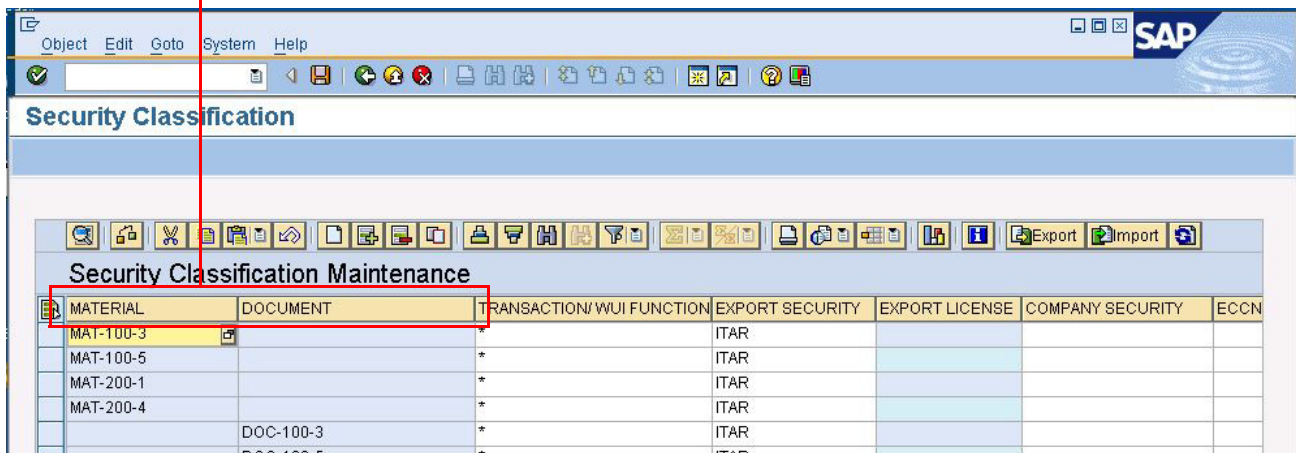 Object Edit Goto System Help
SAP
Security Classification
Export Import
Security Classification Maintenance
MATERIAL DOCUMENT TRANSACTION/ WUI FUNCTION EXPORT SECURITY EXPORT LICENSE COMPANY SECURITY ECCN
MAT-100-3 * ITAR
MAT-100-5 * ITAR
MAT-200-1 * ITAR
MAT-200-4 * ITAR
DOC-100-3 * ITAR